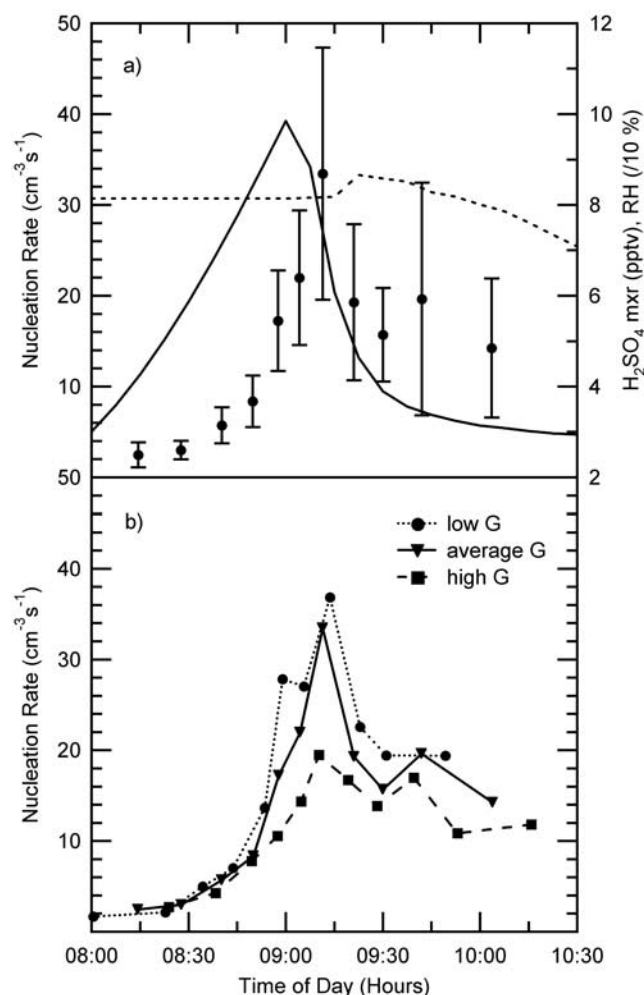 50
40
30
20
10
50
Nucleation Rate (cm⁻³s⁻¹)
a)
12
10
8
6
4
2
H₂SO₄ mxr (pptv), RH (/10 %)
40
30
20
10
Nucleation Rate (cm⁻³s⁻¹)
b)
low G
average G
high G
08:00 08:30 09:00 09:30 10:00 10:30
Time of Day (Hours)